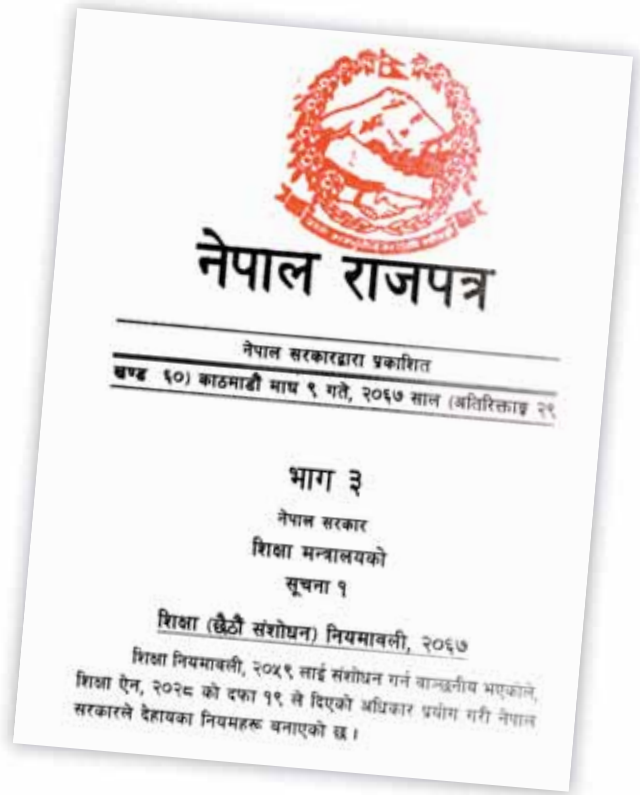 नेपाल राजपत्र
नेपाल सरकारद्वारा प्रकाशित
खण्ड ६०) काठमाडौं माघ ९ गते, २०६७ साल (अतिरिक्ताङ्क २९
भाग ३
नेपाल सरकार
शिक्षा मन्त्रालयको
सूचना १
शिक्षा (छैठौं संशोधन) नियमावली, २०६७
शिक्षा नियमावली, २०५९ लाई संशोधन गर्न वाञ्छनीय भएकोले,
शिक्षा ऐन, २०२८ को दफा १९ ले दिएको अधिकार प्रयोग गरी नेपाल
सरकारले देहायका नियमहरू बनाएको छ ।